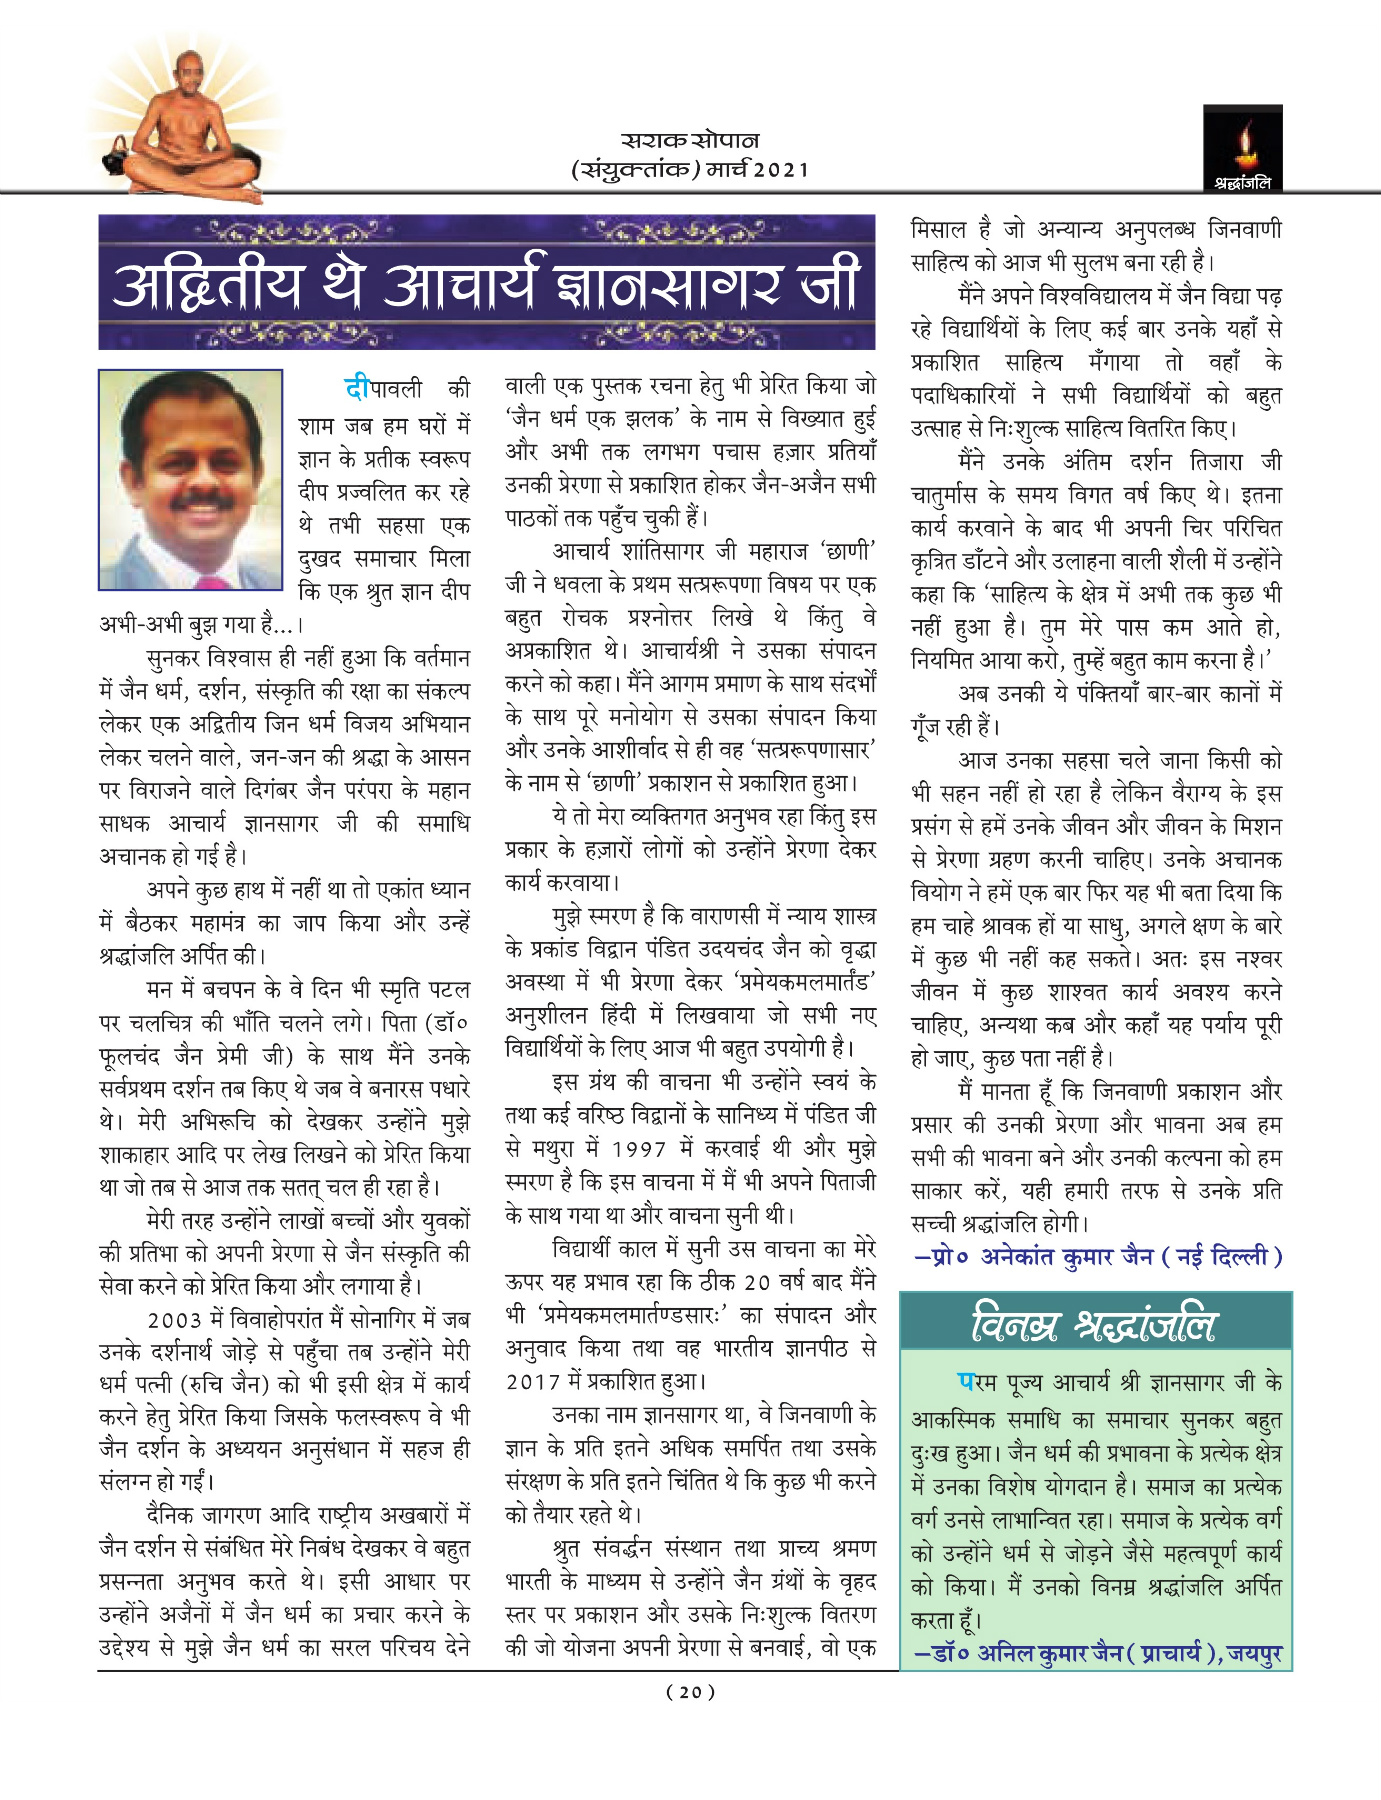 सराक सोपान
(संयुक्तांक) मार्च 2021
श्रद्धांजलि
अद्वितीय थे आचार्य ज्ञानसागर जी
दीपावली की
शाम जब हम घरों में
ज्ञान के प्रतीक स्वरूप
दीप प्रज्वलित कर रहे
थे तभी सहसा एक
दुखद समाचार मिला
कि एक श्रुत ज्ञान दीप
अभी-अभी बुझ गया है...।
सुनकर विश्वास ही नहीं हुआ कि वर्तमान
में जैन धर्म, दर्शन, संस्कृति की रक्षा का संकल्प
लेकर एक अद्वितीय जिन धर्म विजय अभियान
लेकर चलने वाले, जन-जन की श्रद्धा के आसन
पर विराजने वाले दिगंबर जैन परंपरा के महान
साधक आचार्य ज्ञानसागर जी की समाधि
अचानक हो गई है।
अपने कुछ हाथ में नहीं था तो एकांत ध्यान
में बैठकर महामंत्र का जाप किया और उन्हें
श्रद्धांजलि अर्पित की।
मन में बचपन के वे दिन भी स्मृति पटल
पर चलचित्र की भाँति चलने लगे। पिता (डॉ०
फूलचंद जैन प्रेमी जी) के साथ मैंने उनके
सर्वप्रथम दर्शन तब किए थे जब वे बनारस पधारे
थे। मेरी अभिरूचि को देखकर उन्होंने मुझे
शाकाहार आदि पर लेख लिखने को प्रेरित किया
था जो तब से आज तक सतत् चल ही रहा है।
मेरी तरह उन्होंने लाखों बच्चों और युवकों
की प्रतिभा को अपनी प्रेरणा से जैन संस्कृति की
सेवा करने को प्रेरित किया और लगाया है।
2003 में विवाहोपरांत मैं सोनागिर में जब
उनके दर्शनार्थ जोड़े से पहुँचा तब उन्होंने मेरी
धर्म पत्नी (रुचि जैन) को भी इसी क्षेत्र में कार्य
करने हेतु प्रेरित किया जिसके फलस्वरूप वे भी
जैन दर्शन के अध्ययन अनुसंधान में सहज ही
संलग्न हो गईं।
दैनिक जागरण आदि राष्ट्रीय अखबारों में
जैन दर्शन से संबंधित मेरे निबंध देखकर वे बहुत
प्रसन्नता अनुभव करते थे। इसी आधार पर
उन्होंने अजैनों में जैन धर्म का प्रचार करने के
उद्देश्य से मुझे जैन धर्म का सरल परिचय देने
वाली एक पुस्तक रचना हेतु भी प्रेरित किया जो
‘जैन धर्म एक झलक’ के नाम से विख्यात हुई
और अभी तक लगभग पचास हज़ार प्रतियाँ
उनकी प्रेरणा से प्रकाशित होकर जैन-अजैन सभी
पाठकों तक पहुँच चुकी हैं।
आचार्य शांतिसागर जी महाराज ‘छाणी’
जी ने धवला के प्रथम सत्प्ररूपणा विषय पर एक
बहुत रोचक प्रश्नोत्तर लिखे थे किंतु वे
अप्रकाशित थे। आचार्यश्री ने उसका संपादन
करने को कहा। मैंने आगम प्रमाण के साथ संदर्भों
के साथ पूरे मनोयोग से उसका संपादन किया
और उनके आशीर्वाद से ही वह ‘सत्प्ररूपणासार’
के नाम से ‘छाणी’ प्रकाशन से प्रकाशित हुआ।
ये तो मेरा व्यक्तिगत अनुभव रहा किंतु इस
प्रकार के हज़ारों लोगों को उन्होंने प्रेरणा देकर
कार्य करवाया।
मुझे स्मरण है कि वाराणसी में न्याय शास्त्र
के प्रकांड विद्वान पंडित उदयचंद जैन को वृद्धा
अवस्था में भी प्रेरणा देकर ‘प्रमेयकमलमार्तंड’
अनुशीलन हिंदी में लिखवाया जो सभी नए
विद्यार्थियों के लिए आज भी बहुत उपयोगी है।
इस ग्रंथ की वाचना भी उन्होंने स्वयं के
तथा कई वरिष्ठ विद्वानों के सानिध्य में पंडित जी
से मथुरा में 1997 में करवाई थी और मुझे
स्मरण है कि इस वाचना में मैं भी अपने पिताजी
के साथ गया था और वाचना सुनी थी।
विद्यार्थी काल में सुनी उस वाचना का मेरे
ऊपर यह प्रभाव रहा कि ठीक 20 वर्ष बाद मैंने
भी ‘प्रमेयकमलमार्तण्डसारः’ का संपादन और
अनुवाद किया तथा वह भारतीय ज्ञानपीठ से
2017 में प्रकाशित हुआ।
उनका नाम ज्ञानसागर था, वे जिनवाणी के
ज्ञान के प्रति इतने अधिक समर्पित तथा उसके
संरक्षण के प्रति इतने चिंतित थे कि कुछ भी करने
को तैयार रहते थे।
श्रुत संवर्द्धन संस्थान तथा प्राच्य श्रमण
भारती के माध्यम से उन्होंने जैन ग्रंथों के वृहद
स्तर पर प्रकाशन और उसके निःशुल्क वितरण
की जो योजना अपनी प्रेरणा से बनवाई, वो एक
मिसाल है जो अन्यान्य अनुपलब्ध जिनवाणी
साहित्य को आज भी सुलभ बना रही है।
मैंने अपने विश्वविद्यालय में जैन विद्या पढ़
रहे विद्यार्थियों के लिए कई बार उनके यहाँ से
प्रकाशित साहित्य मँगाया तो वहाँ के
पदाधिकारियों ने सभी विद्यार्थियों को बहुत
उत्साह से निःशुल्क साहित्य वितरित किए।
मैंने उनके अंतिम दर्शन तिजारा जी
चातुर्मास के समय विगत वर्ष किए थे। इतना
कार्य करवाने के बाद भी अपनी चिर परिचित
कृत्रित डाँटने और उलाहना वाली शैली में उन्होंने
कहा कि ‘साहित्य के क्षेत्र में अभी तक कुछ भी
नहीं हुआ है। तुम मेरे पास कम आते हो,
नियमित आया करो, तुम्हें बहुत काम करना है।’
अब उनकी ये पंक्तियाँ बार-बार कानों में
गूँज रही हैं।
आज उनका सहसा चले जाना किसी को
भी सहन नहीं हो रहा है लेकिन वैराग्य के इस
प्रसंग से हमें उनके जीवन और जीवन के मिशन
से प्रेरणा ग्रहण करनी चाहिए। उनके अचानक
वियोग ने हमें एक बार फिर यह भी बता दिया कि
हम चाहे श्रावक हों या साधु, अगले क्षण के बारे
में कुछ भी नहीं कह सकते। अतः इस नश्वर
जीवन में कुछ शाश्वत कार्य अवश्य करने
चाहिए, अन्यथा कब और कहाँ यह पर्याय पूरी
हो जाए, कुछ पता नहीं है।
मैं मानता हूँ कि जिनवाणी प्रकाशन और
प्रसार की उनकी प्रेरणा और भावना अब हम
सभी की भावना बने और उनकी कल्पना को हम
साकार करें, यही हमारी तरफ से उनके प्रति
सच्ची श्रद्धांजलि होगी।
–प्रो० अनेकांत कुमार जैन ( नई दिल्ली )
विनम्र श्रद्धांजलि
परम पूज्य आचार्य श्री ज्ञानसागर जी के
आकस्मिक समाधि का समाचार सुनकर बहुत
दुःख हुआ। जैन धर्म की प्रभावना के प्रत्येक क्षेत्र
में उनका विशेष योगदान है। समाज का प्रत्येक
वर्ग उनसे लाभान्वित रहा। समाज के प्रत्येक वर्ग
को उन्होंने धर्म से जोड़ने जैसे महत्वपूर्ण कार्य
को किया। मैं उनको विनम्र श्रद्धांजलि अर्पित
करता हूँ।
–डॉ० अनिल कुमार जैन ( प्राचार्य ), जयपुर
( 20 )